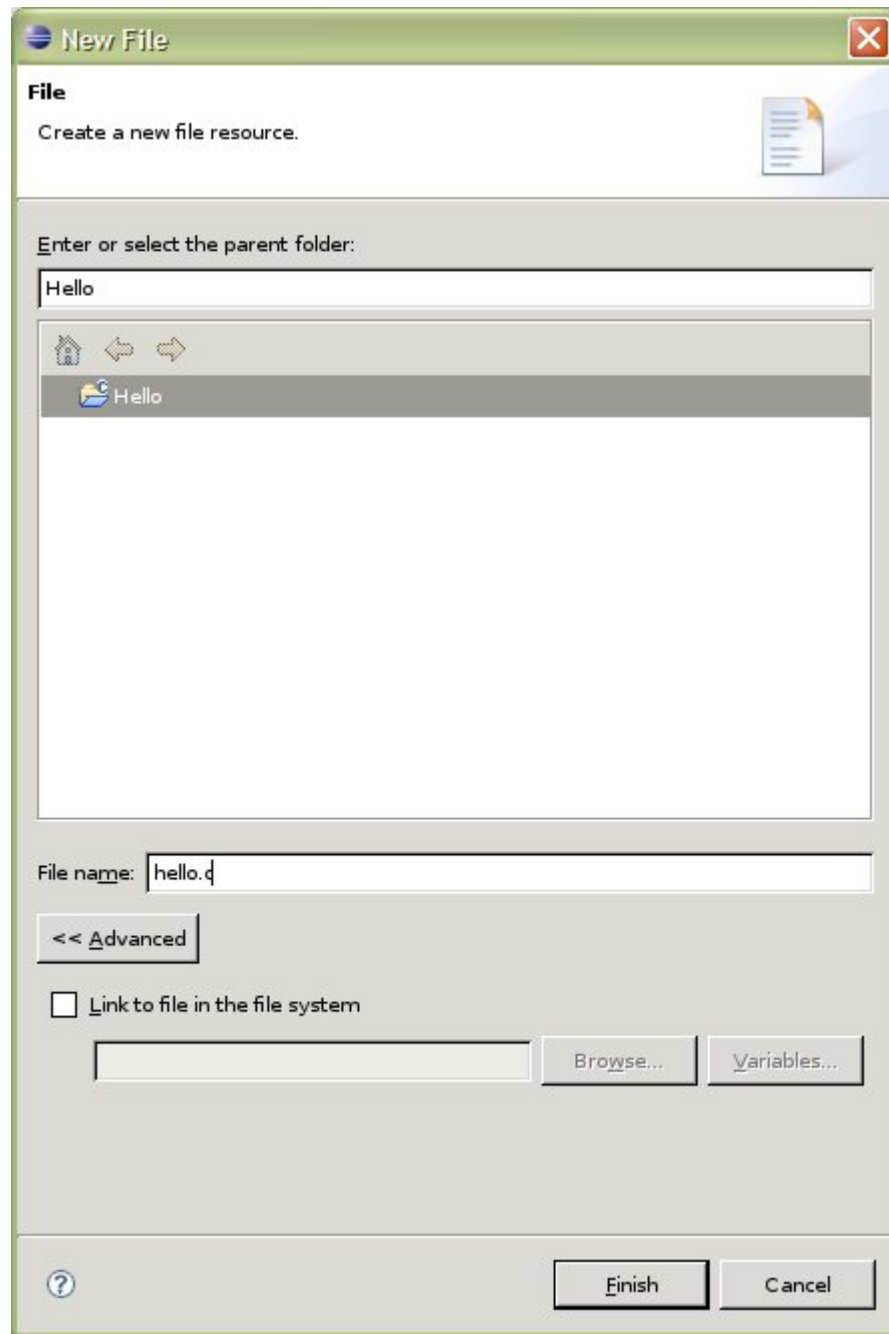 New File
File
Create a new file resource.
Enter or select the parent folder:
Hello
Hello
File name: hello.c
<< Advanced
Link to file in the file system
Browse... Variables...
Finish Cancel